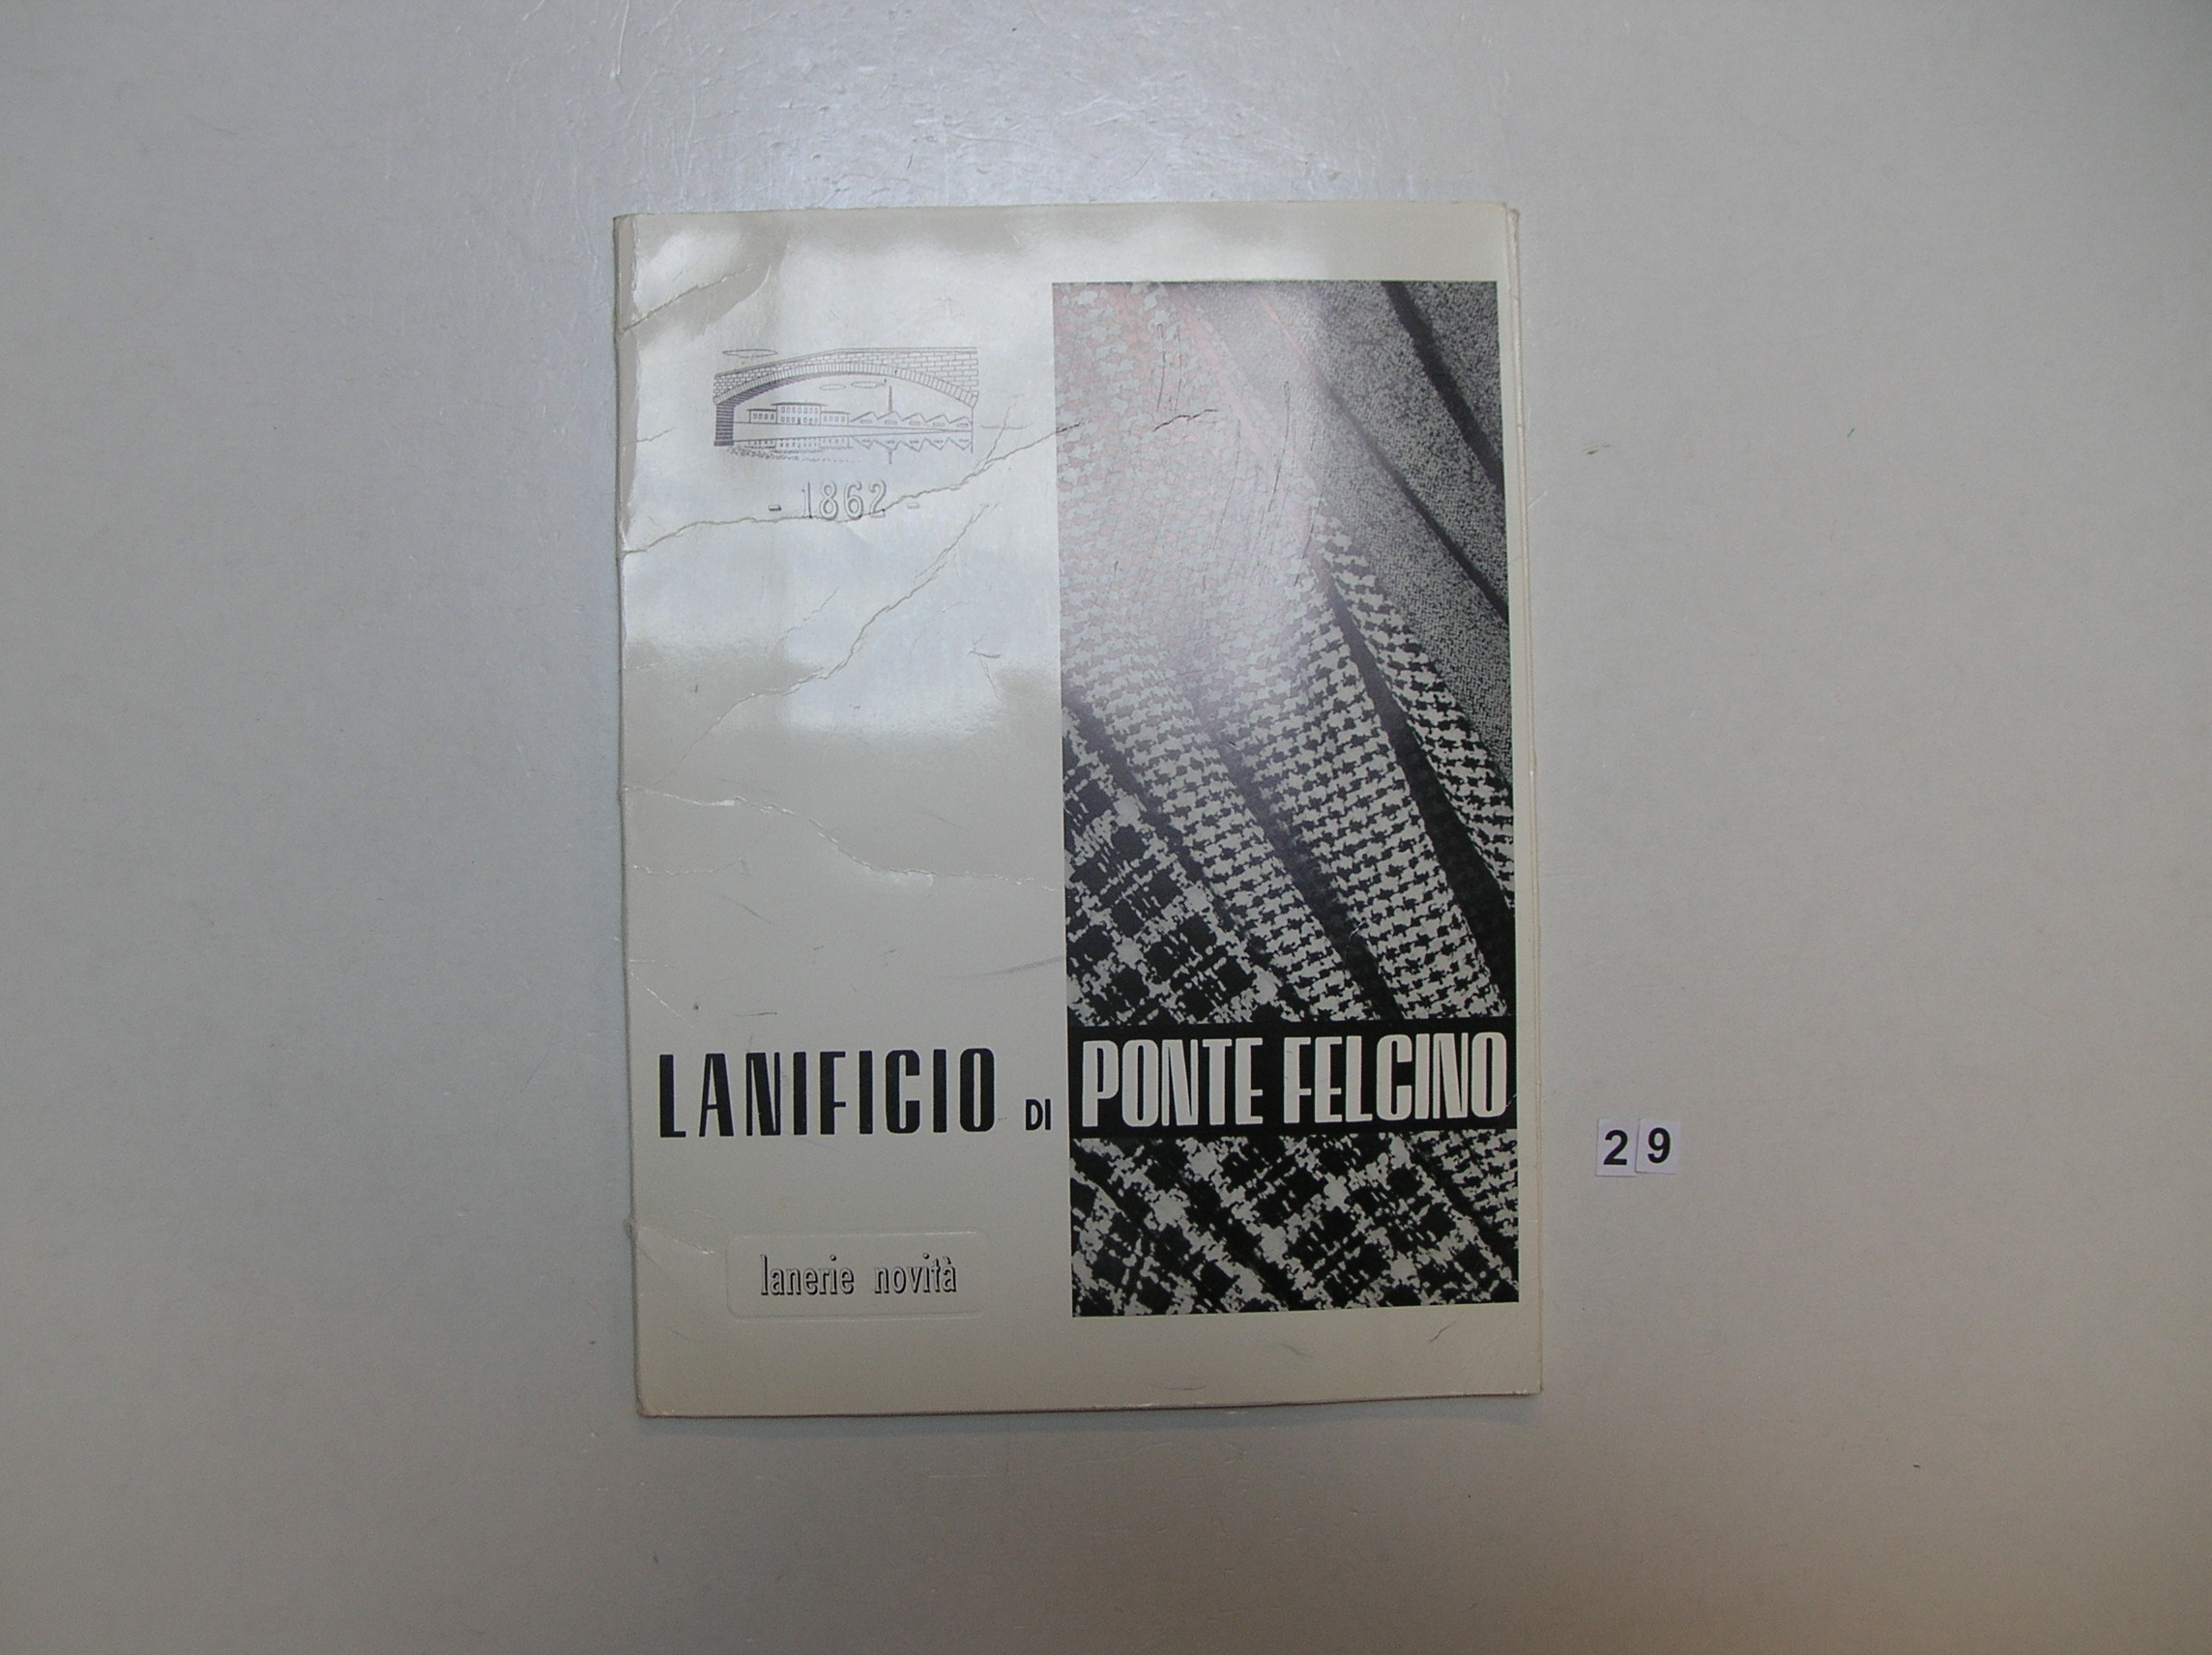 - 1862 -
LANIFICIO DI PONTE FELCINO
lanerie novità
29